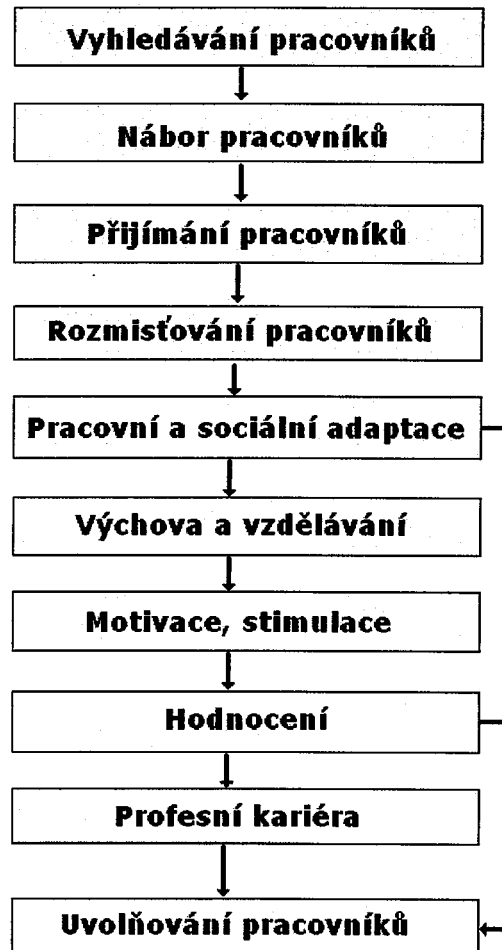 Vyhledávání pracovníků
Nábor pracovníků
Přijímání pracovníků
Rozmisťování pracovníků
Pracovní a sociální adaptace
Výchova a vzdělávání
Motivace, stimulace
Hodnocení
Profesní kariéra
Uvolňování pracovníků